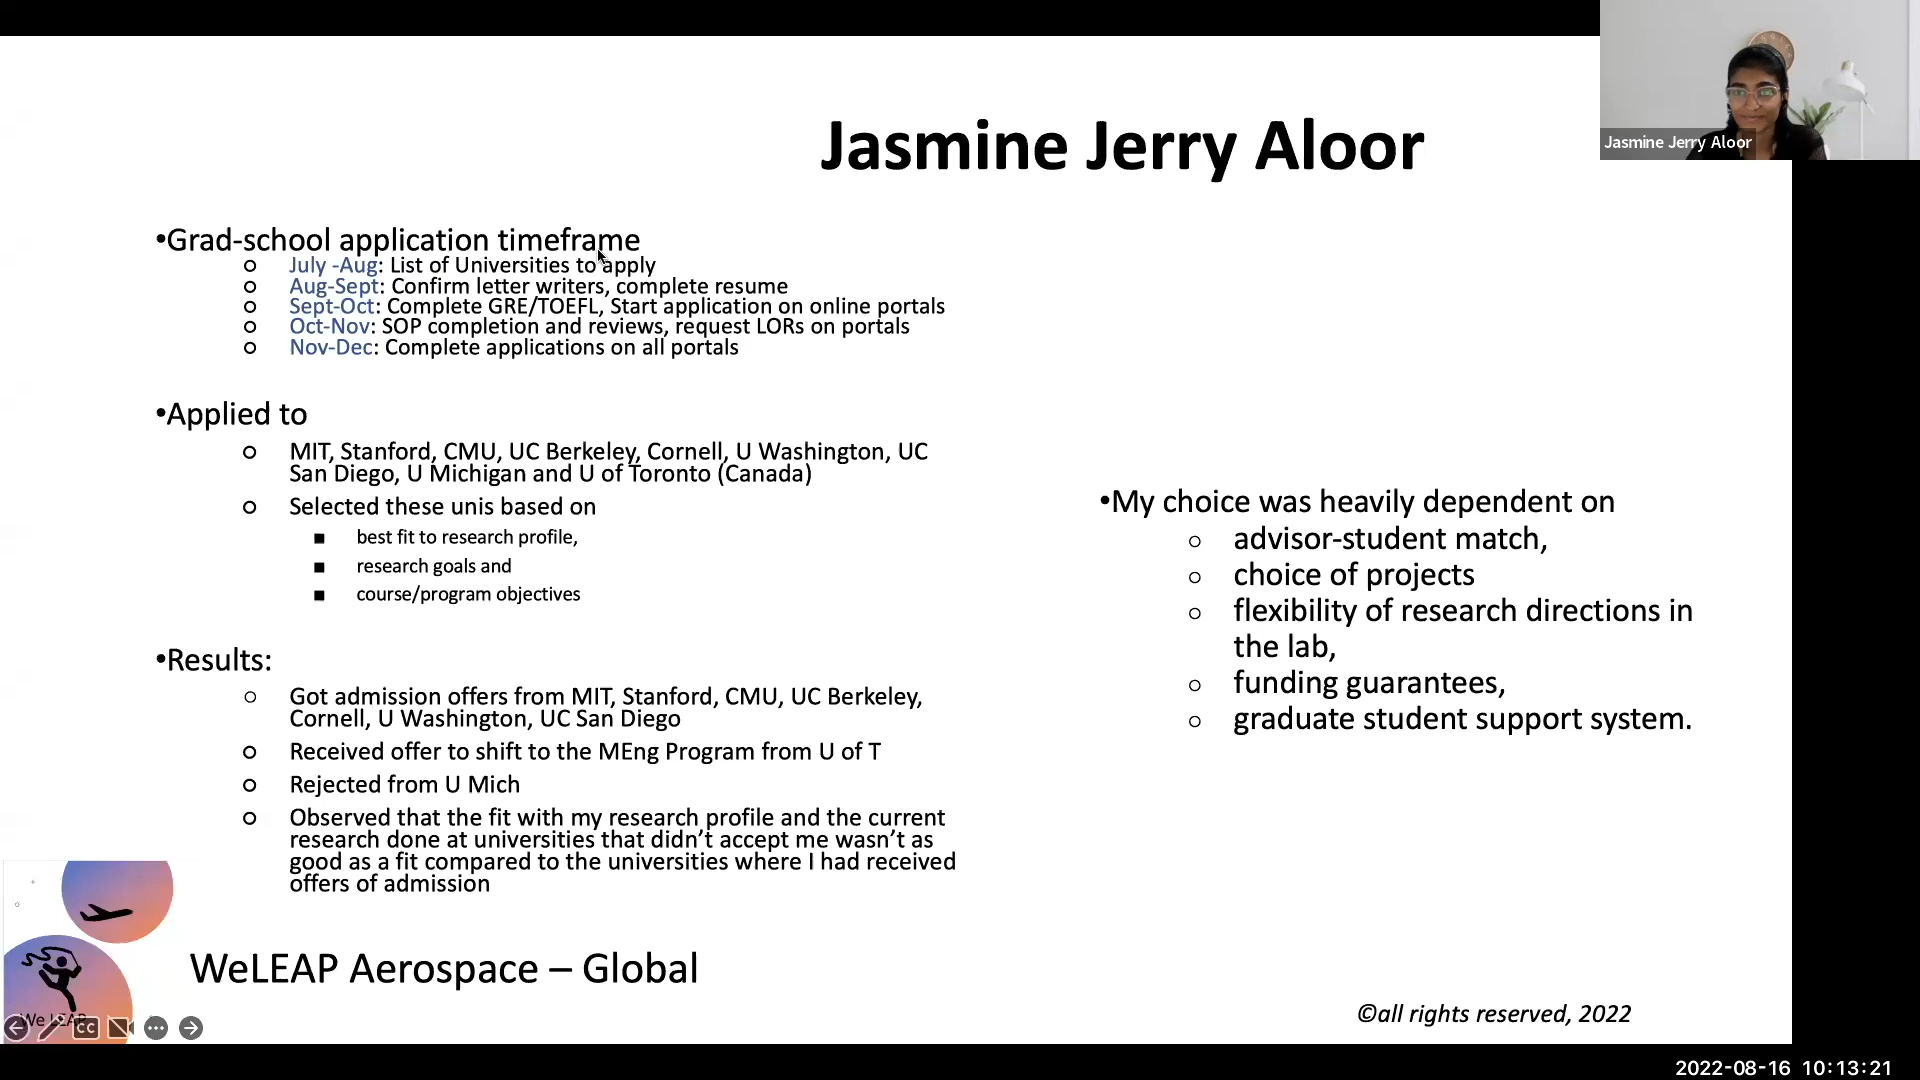 Jasmine Jerry Aloor
Jasmine Jerry Aloor
•Grad-school application timeframe
July -Aug: List of Universities to apply
Aug-Sept: Confirm letter writers, complete resume
Sept-Oct: Complete GRE/TOEFL, Start application on online portals
Oct-Nov: SOP completion and reviews, request LORs on portals
Nov-Dec: Complete applications on all portals
•Applied to
MIT, Stanford, CMU, UC Berkeley, Cornell, U Washington, UC
San Diego, U Michigan and U of Toronto (Canada)
Selected these unis based on
best fit to research profile,
research goals and
course/program objectives
•Results:
Got admission offers from MIT, Stanford, CMU, UC Berkeley,
Cornell, U Washington, UC San Diego
Received offer to shift to the MEng Program from U of T
Rejected from U Mich
Observed that the fit with my research profile and the current
research done at universities that didn’t accept me wasn’t as
good as a fit compared to the universities where I had received
offers of admission
•My choice was heavily dependent on
advisor-student match,
choice of projects
flexibility of research directions in
the lab,
funding guarantees,
graduate student support system.
We LEAP
CC
WeLEAP Aerospace – Global
©all rights reserved, 2022
2022-08-16 10:13:21